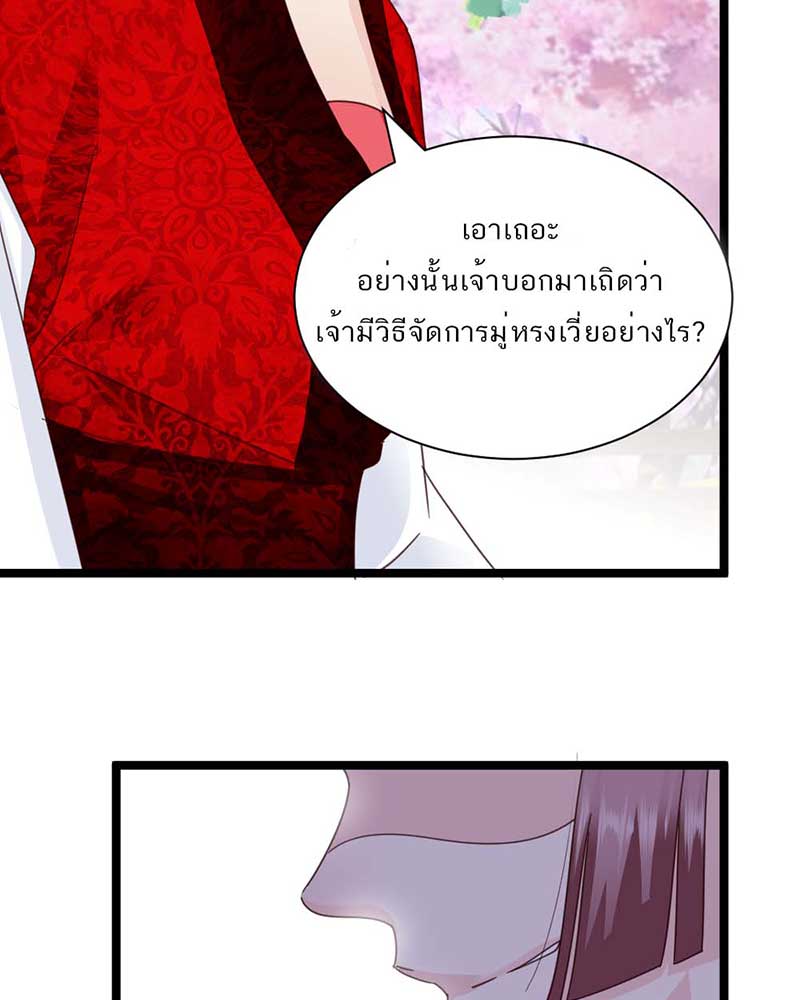 เอาเถอะ
อย่างนั้นเจ้าบอกมาเถิดว่า
เจ้ามีวิธีจัดการมู่หรงเวี่ยอย่างไร?